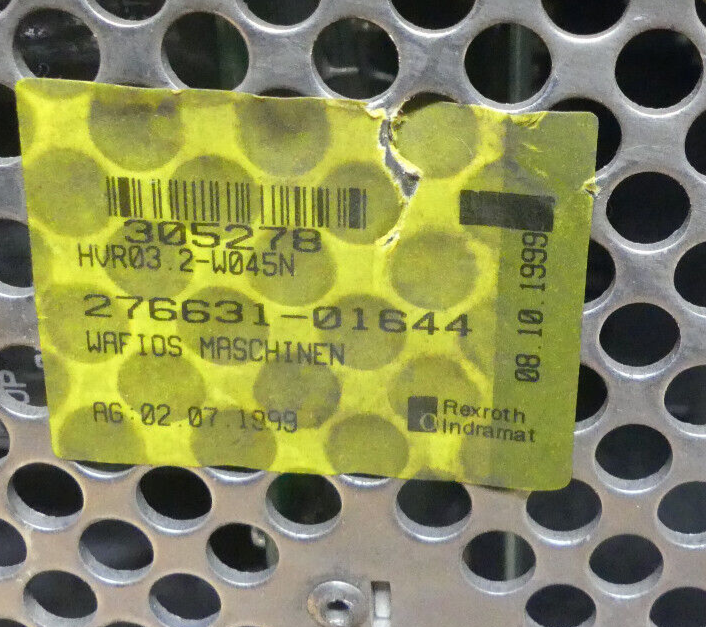 305278
HVR03.2-W045N
276631-01644
WAFIOS MASCHINEN
AG:02.07.1999
Rexroth
Indramat
08.10.1999